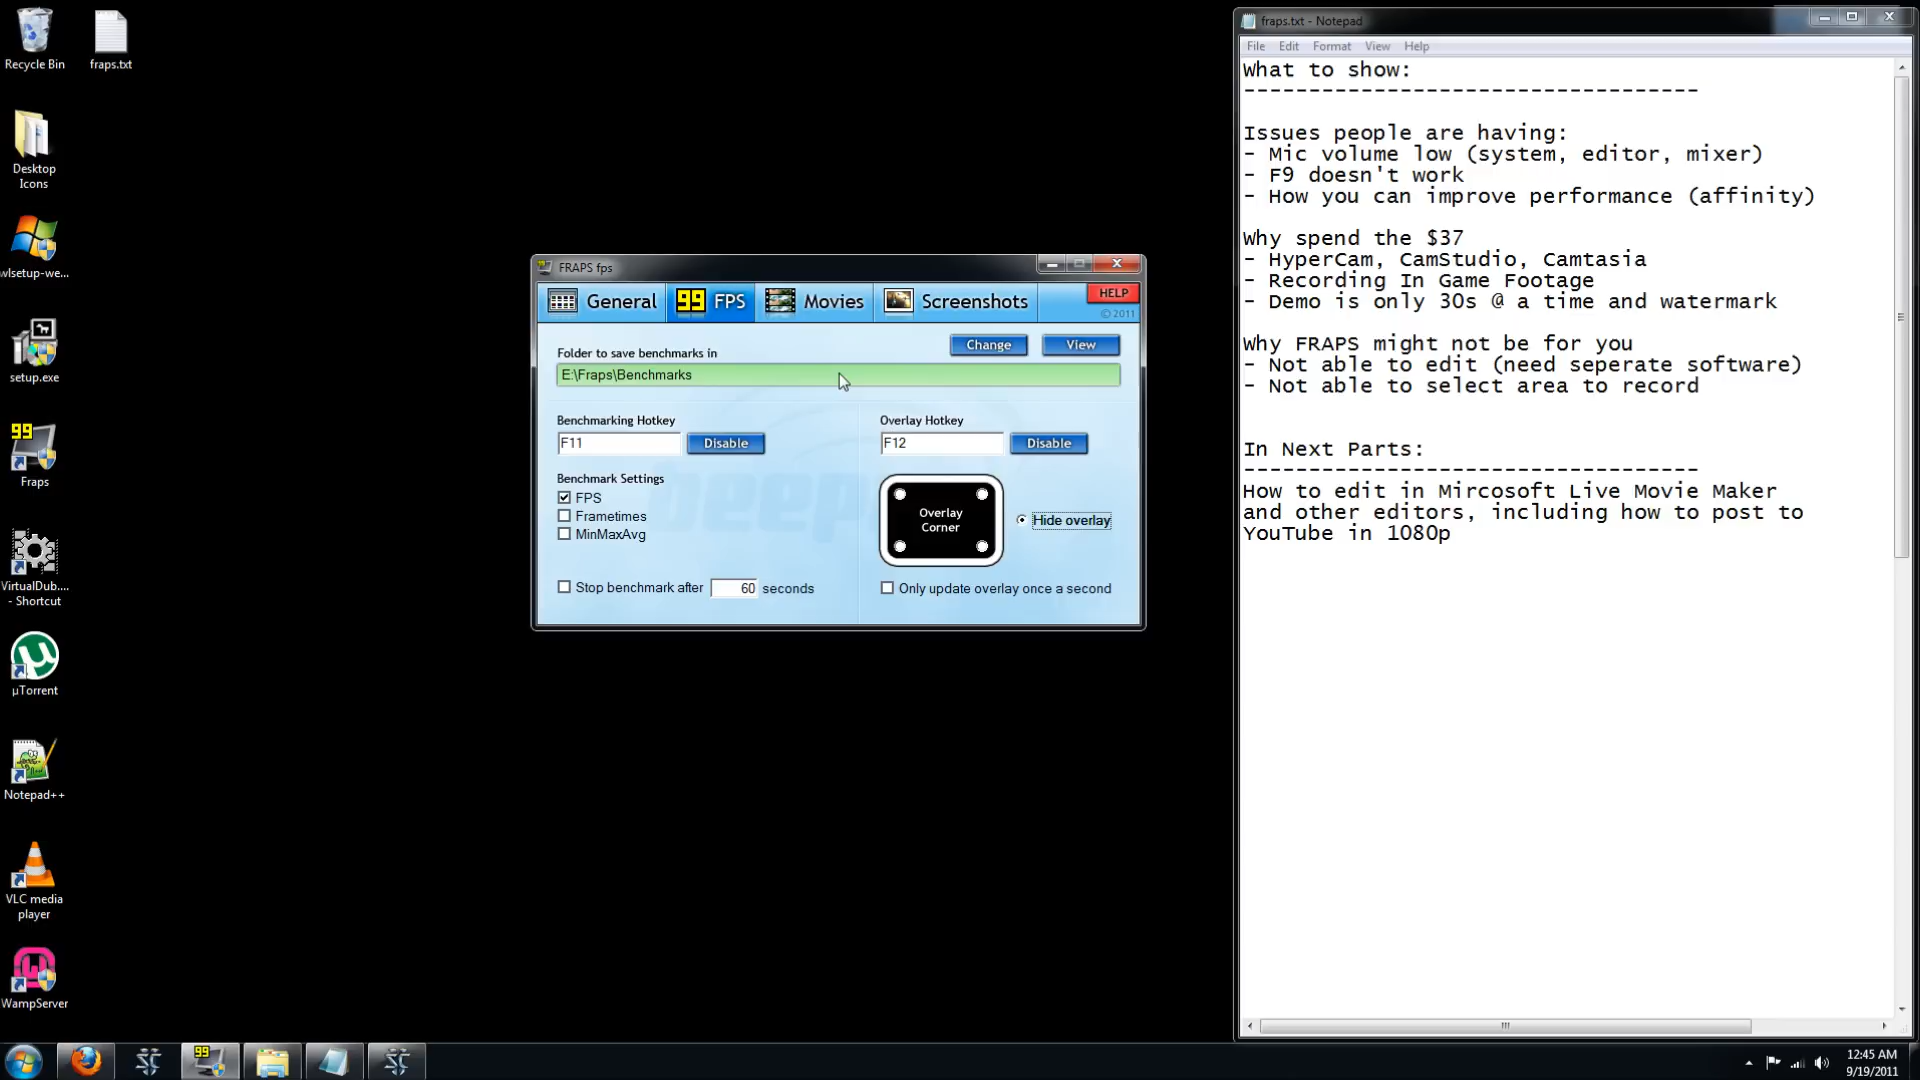 Recycle Bin
fraps.txt
Desktop
Icons
wlsetup-we...
setup.exe
99
Fraps
VirtualDub....
- Shortcut
µTorrent
Notepad++
VLC media
player
WampServer
FRAPS fps
General
99 FPS
Movies
Screenshots
HELP
© 2011
Folder to save benchmarks in
Change
View
E:\Fraps\Benchmarks
Benchmarking Hotkey
F11
Disable
Overlay Hotkey
F12
Disable
Benchmark Settings
FPS
Frametimes
MinMaxAvg
Overlay
Corner
Hide overlay
Stop benchmark after 60 seconds
Only update overlay once a second
fraps.txt - Notepad
File Edit Format View Help
What to show:
-----------------------------------
Issues people are having:
- Mic volume low (system, editor, mixer)
- F9 doesn't work
- How you can improve performance (affinity)
Why spend the $37
- HyperCam, CamStudio, Camtasia
- Recording In Game Footage
- Demo is only 30s @ a time and watermark
Why FRAPS might not be for you
- Not able to edit (need seperate software)
- Not able to select area to record
In Next Parts:
-----------------------------------
How to edit in Mircosoft Live Movie Maker
and other editors, including how to post to
YouTube in 1080p
99
12:45 AM
9/19/2011